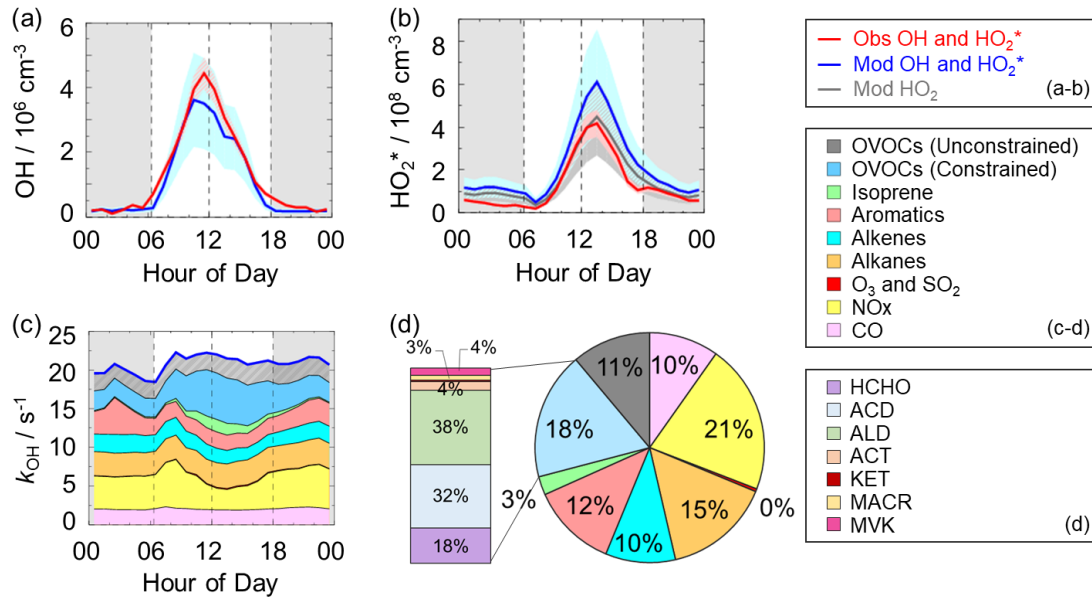 (a)
OH / 10⁶ cm⁻³
6
4
2
0
00 06 12 18 00
Hour of Day
(b)
HO₂* / 10⁸ cm⁻³
8
6
4
2
0
00 06 12 18 00
Hour of Day
Obs OH and HO₂*
Mod OH and HO₂*
Mod HO₂
(a-b)
OVOCs (Unconstrained)
OVOCs (Constrained)
Isoprene
Aromatics
Alkenes
Alkanes
O₃ and SO₂
NOx
CO
(c-d)
(c)
k_OH / s⁻¹
25
20
15
10
5
0
00 06 12 18 00
Hour of Day
(d)
3% 4%
4%
38%
32%
18%
11%
10%
21%
0%
15%
10%
12%
3%
18%
HCHO
ACD
ALD
ACT
KET
MACR
MVK
(d)